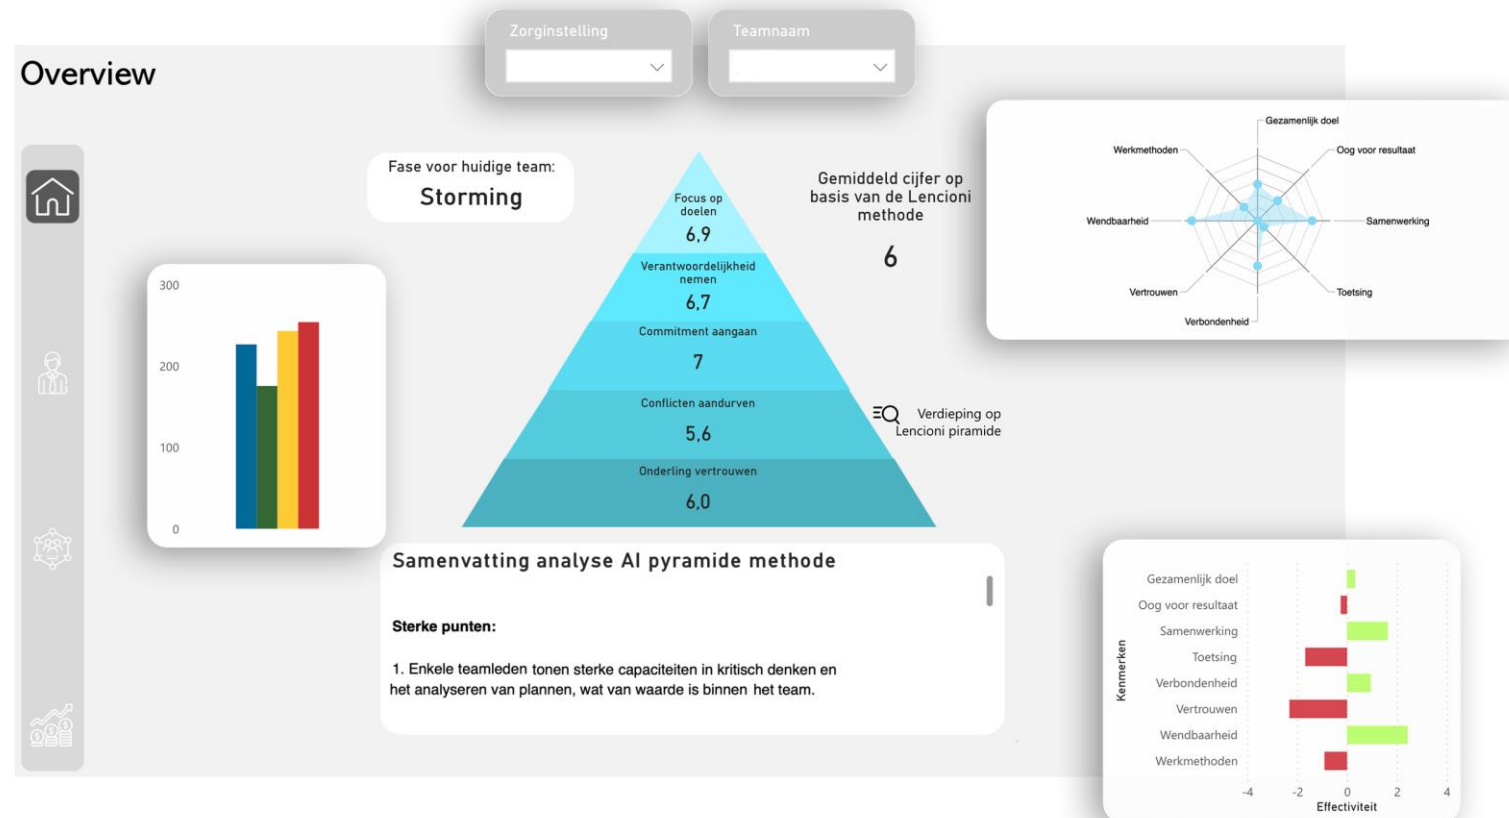 Zorginstelling
Teamnaam
Overview
Fase voor huidige team:
Storming
Focus op
doelen
6,9
Verantwoordelijkheid
nemen
6,7
Commitment aangaan
7
Conflicten aandurven
5,6
Onderling vertrouwen
6,0
Gemiddeld cijfer op
basis van de Lencioni
methode
6
Verdieping op
Lencioni piramide
300
200
100
0
Gezamenlijk doel
Oog voor resultaat
Samenwerking
Toetsing
Verbondenheid
Vertrouwen
Wendbaarheid
Werkmethoden
Samenvatting analyse AI pyramide methode
Sterke punten:
1. Enkele teamleden tonen sterke capaciteiten in kritisch denken en
het analyseren van plannen, wat van waarde is binnen het team.
Kenmerken
Gezamenlijk doel
Oog voor resultaat
Samenwerking
Toetsing
Verbondenheid
Vertrouwen
Wendbaarheid
Werkmethoden
-4 -2 0 2 4
Effectiviteit